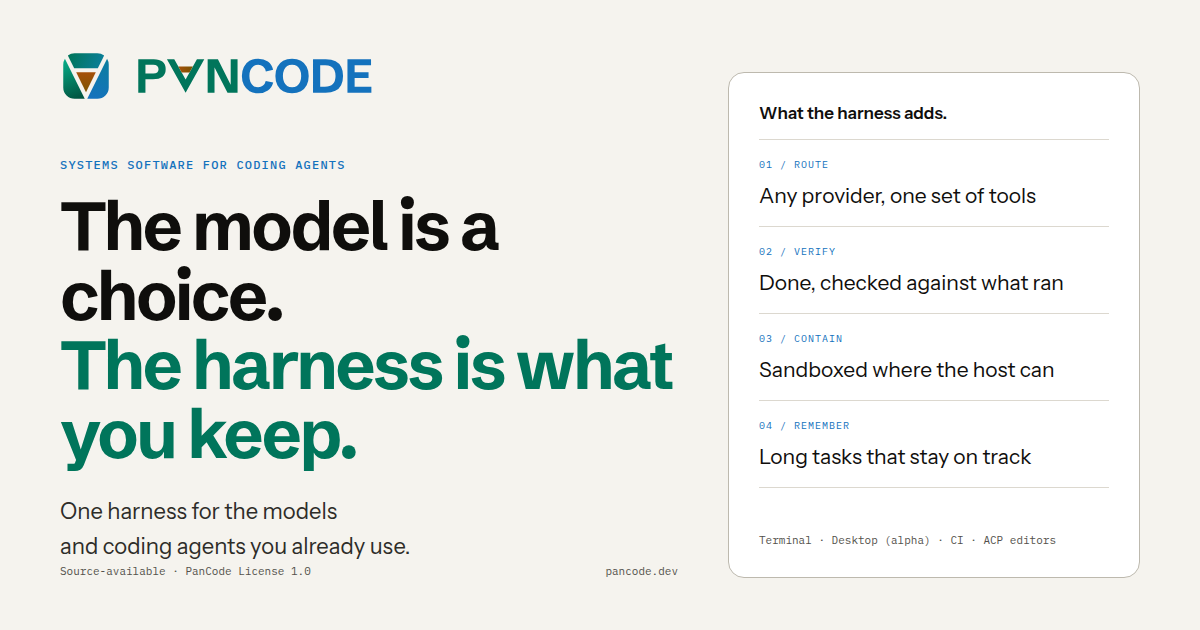 PANCODE
SYSTEMS SOFTWARE FOR CODING AGENTS
The model is a
choice.
The harness is what
you keep.
One harness for the models
and coding agents you already use.
Source-available · PanCode License 1.0
pancode.dev
What the harness adds.
01 / ROUTE
Any provider, one set of tools
02 / VERIFY
Done, checked against what ran
03 / CONTAIN
Sandboxed where the host can
04 / REMEMBER
Long tasks that stay on track
Terminal · Desktop (alpha) · CI · ACP editors